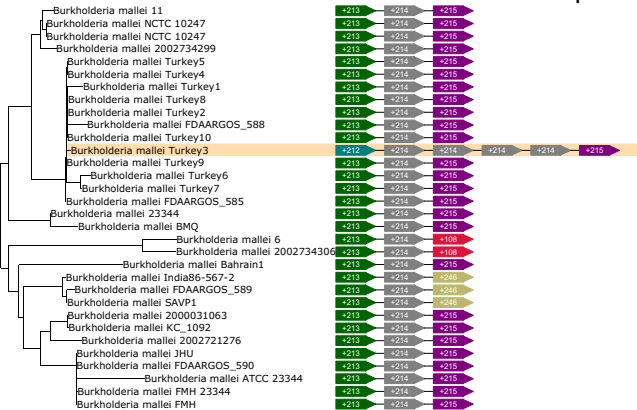 Burkholderia mallei 11 +213 +214 +215
Burkholderia mallei NCTC 10247 +213 +214 +215
Burkholderia mallei NCTC 10247 +213 +214 +215
Burkholderia mallei 2002734299 +213 +214 +215
Burkholderia mallei Turkey5 +213 +214 +215
Burkholderia mallei Turkey4 +213 +214 +215
Burkholderia mallei Turkey1 +213 +214 +215
Burkholderia mallei Turkey8 +213 +214 +215
Burkholderia mallei Turkey2 +213 +214 +215
Burkholderia mallei FDAARGOS_588 +213 +214 +215
Burkholderia mallei Turkey10 +213 +214 +215
Burkholderia mallei Turkey3 +212 +214 +214 +214 +214 +215
Burkholderia mallei Turkey9 +213 +214 +215
Burkholderia mallei Turkey6 +213 +214 +215
Burkholderia mallei Turkey7 +213 +214 +215
Burkholderia mallei FDAARGOS_585 +213 +214 +215
Burkholderia mallei 23344 +213 +214 +215
Burkholderia mallei BMQ +213 +214 +215
Burkholderia mallei 6 +213 +214 +108
Burkholderia mallei 2002734306 +213 +214 +108
Burkholderia mallei Bahrain1 +213 +214 +215
Burkholderia mallei India86-567-2 +213 +214 +246
Burkholderia mallei FDAARGOS_589 +213 +214 +246
Burkholderia mallei SAVP1 +213 +214 +246
Burkholderia mallei 2000031063 +213 +214 +215
Burkholderia mallei KC_1092 +213 +214 +215
Burkholderia mallei 2002721276 +213 +214 +215
Burkholderia mallei JHU +213 +214 +215
Burkholderia mallei FDAARGOS_590 +213 +214 +215
Burkholderia mallei ATCC 23344 +213 +214 +215
Burkholderia mallei FMH 23344 +213 +214 +215
Burkholderia mallei FMH +213 +214 +215